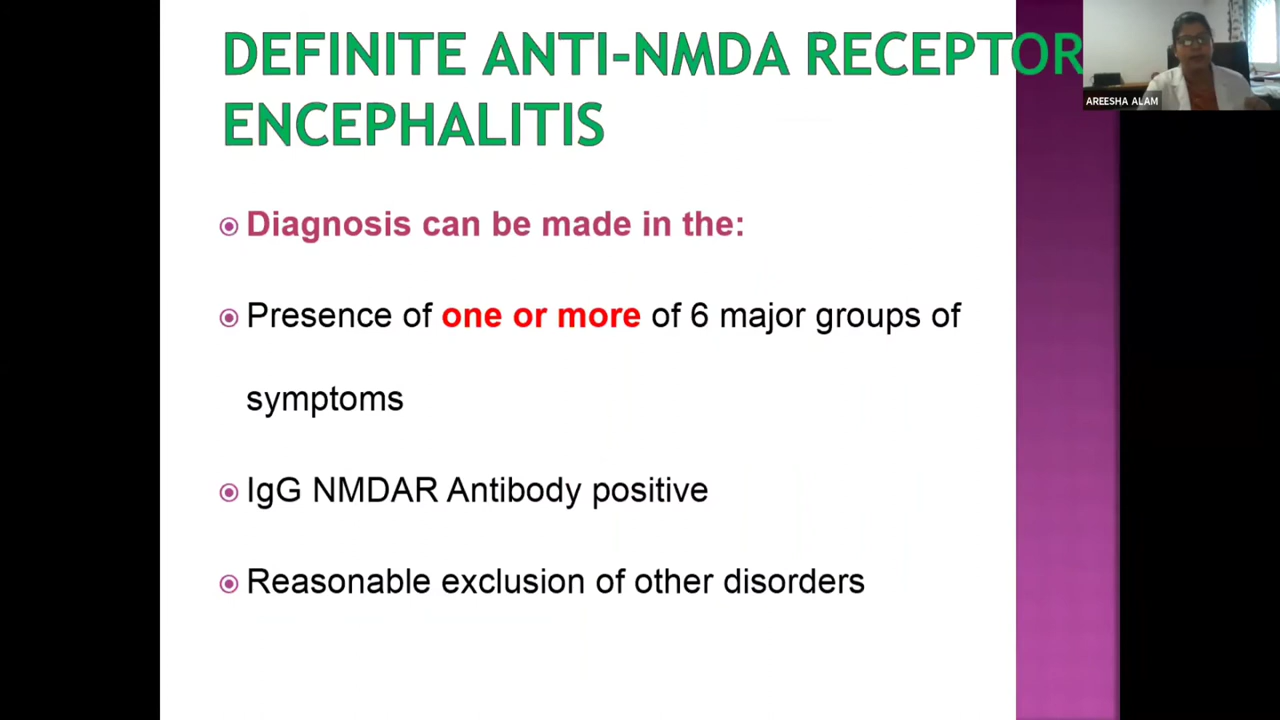 DEFINITE ANTI-NMDA RECEPTOR
ENCEPHALITIS
AREESHA ALAM
Diagnosis can be made in the:
Presence of one or more of 6 major groups of
symptoms
IgG NMDAR Antibody positive
Reasonable exclusion of other disorders